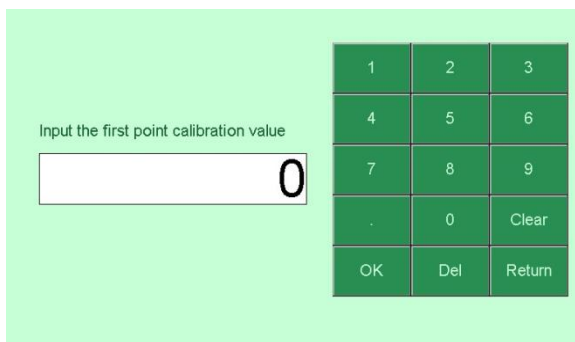 Input the first point calibration value
0
1 2 3
4 5 6
7 8 9
. 0 Clear
OK Del Return